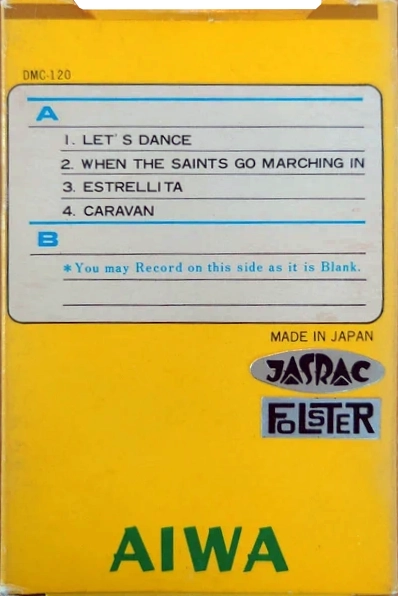 DMC-120
A
1. LET'S DANCE
2. WHEN THE SAINTS GO MARCHING IN
3. ESTRELLITA
4. CARAVAN
B
*You may Record on this side as it is Blank.
MADE IN JAPAN
JASRAC
FOLSTER
AIWA